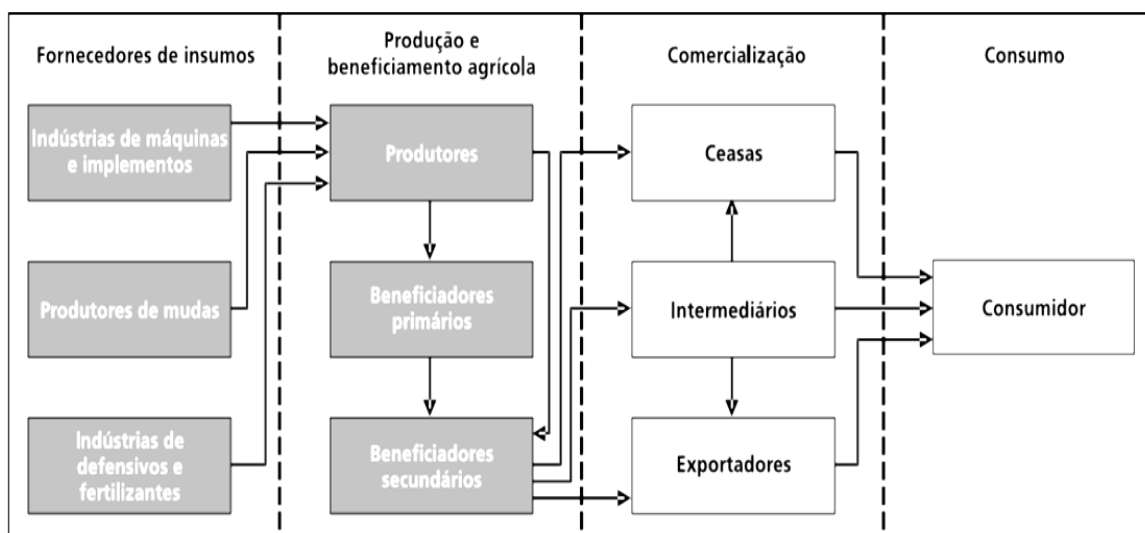 Fornecedores de insumos
Produção e
beneficiamento agrícola
Comercialização
Consumo
Indústrias de máquinas
e implementos
Produtores
Ceasas
Produtores de mudas
Beneficiadores
primários
Intermediários
Consumidor
Indústrias de
defensivos e
fertilizantes
Beneficiadores
secundários
Exportadores